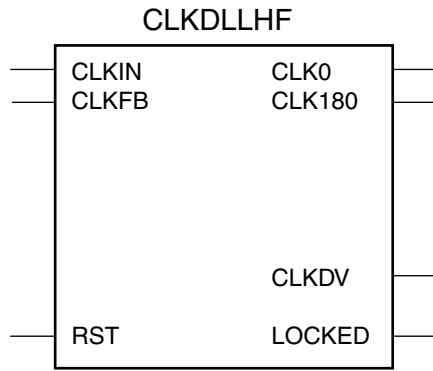 CLKDLLHF
CLKIN CLK0
CLKFB CLK180
CLKDV
RST LOCKED